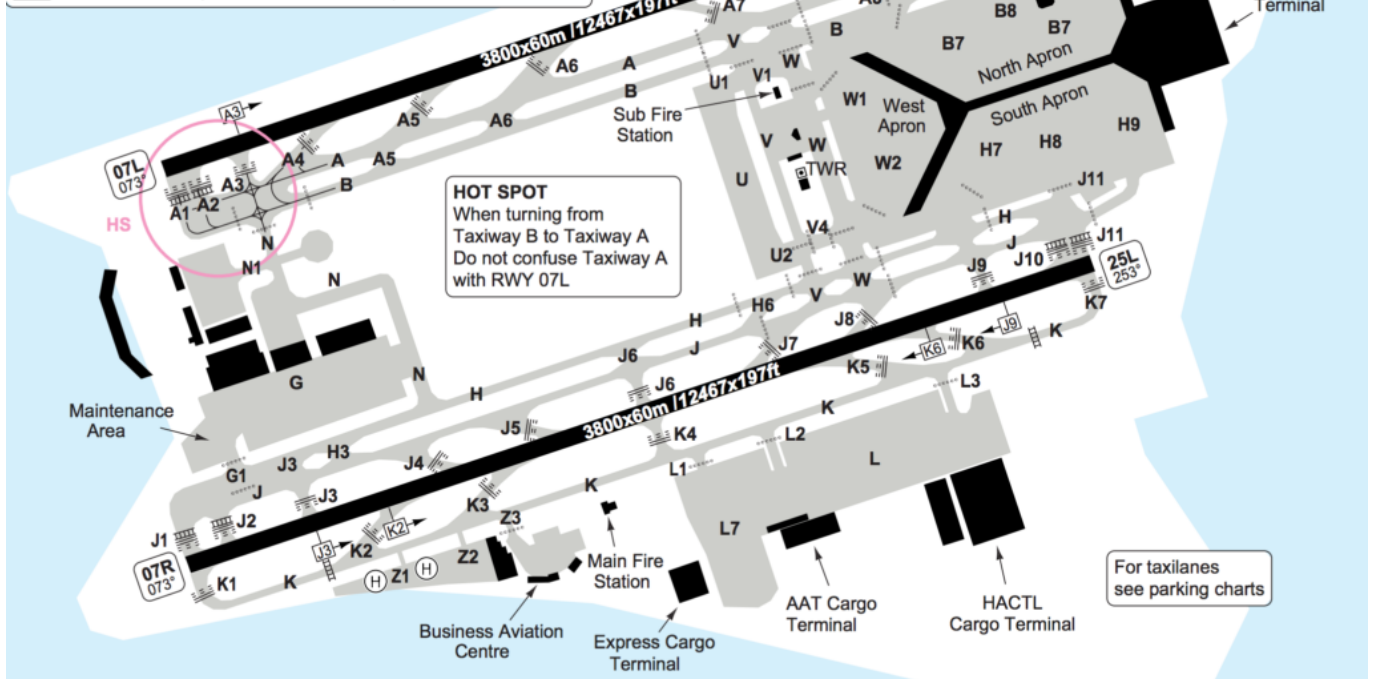 Terminal
A7
A8
B8
B7
B7
B
V
W
North Apron
South Apron
3800x60m /12467x197ft
A6
A
B
U1
V1
W1
West
Apron
Sub Fire
Station
A3
A5
A6
H9
H8
H7
V
W
W2
TWR
07L
073°
A4
A
A5
A3
B
U
J11
HS
A1
A2
N
HOT SPOT
When turning from
Taxiway B to Taxiway A
Do not confuse Taxiway A
with RWY 07L
V4
H
J
J11
J10
25L
253°
N1
N
U2
J9
W
V
K7
H6
J8
H
J
J7
J9
K
K6
K6
J6
K5
N
G
H
J6
L3
K
3800x60m /12467x197ft
Maintenance
Area
J5
K4
L2
H3
J3
J4
L1
L
G1
J
J3
K
K3
J2
J1
K2
Z3
L7
J3
K2
Z2
Main Fire
Station
07R
073°
K1
K
H
Z1
H
For taxilanes
see parking charts
AAT Cargo
Terminal
HACTL
Cargo Terminal
Business Aviation
Centre
Express Cargo
Terminal